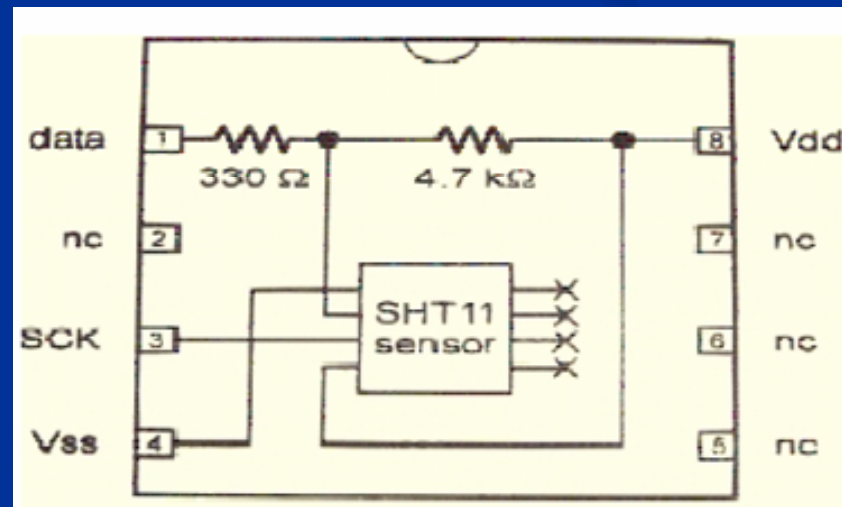 data 1 8 Vdd
330 Ω 4.7 kΩ
nc 2 7 nc
SHT11
SCK 3 sensor 6 nc
Vss 4 5 nc